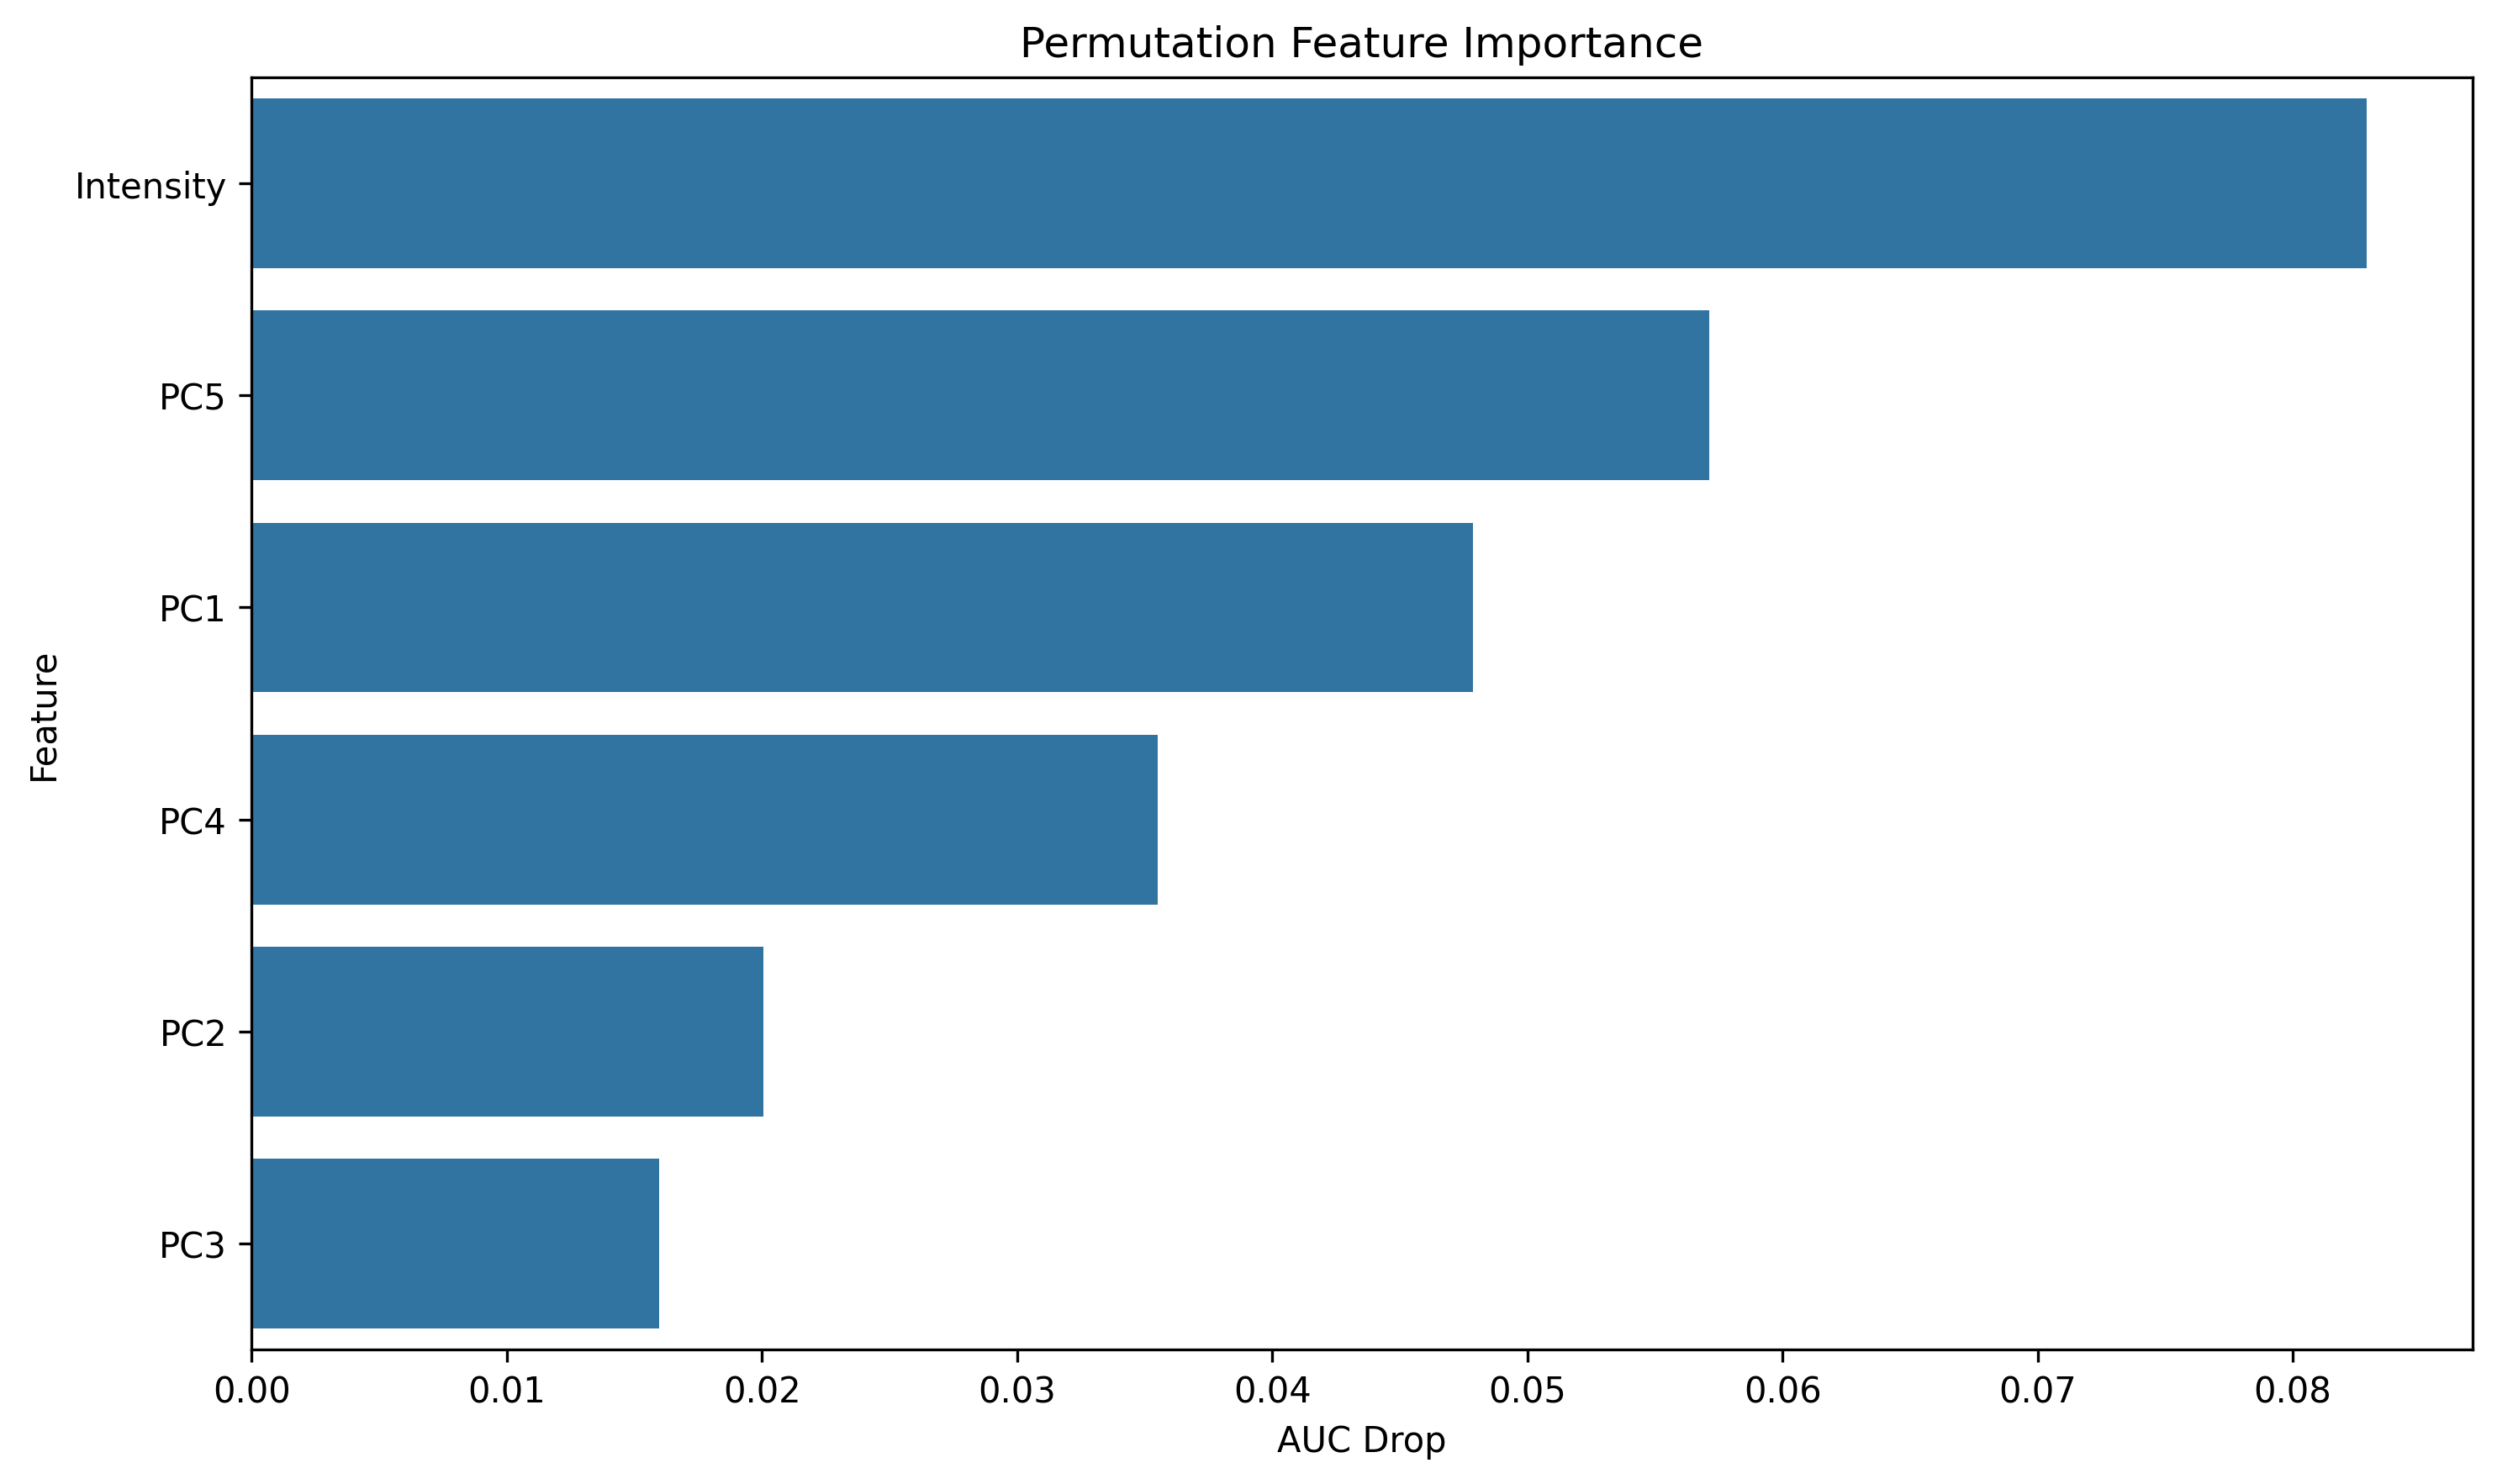 Permutation Feature Importance
Intensity
PC5
PC1
PC4
PC2
PC3
Feature
0.00 0.01 0.02 0.03 0.04 0.05 0.06 0.07 0.08
AUC Drop